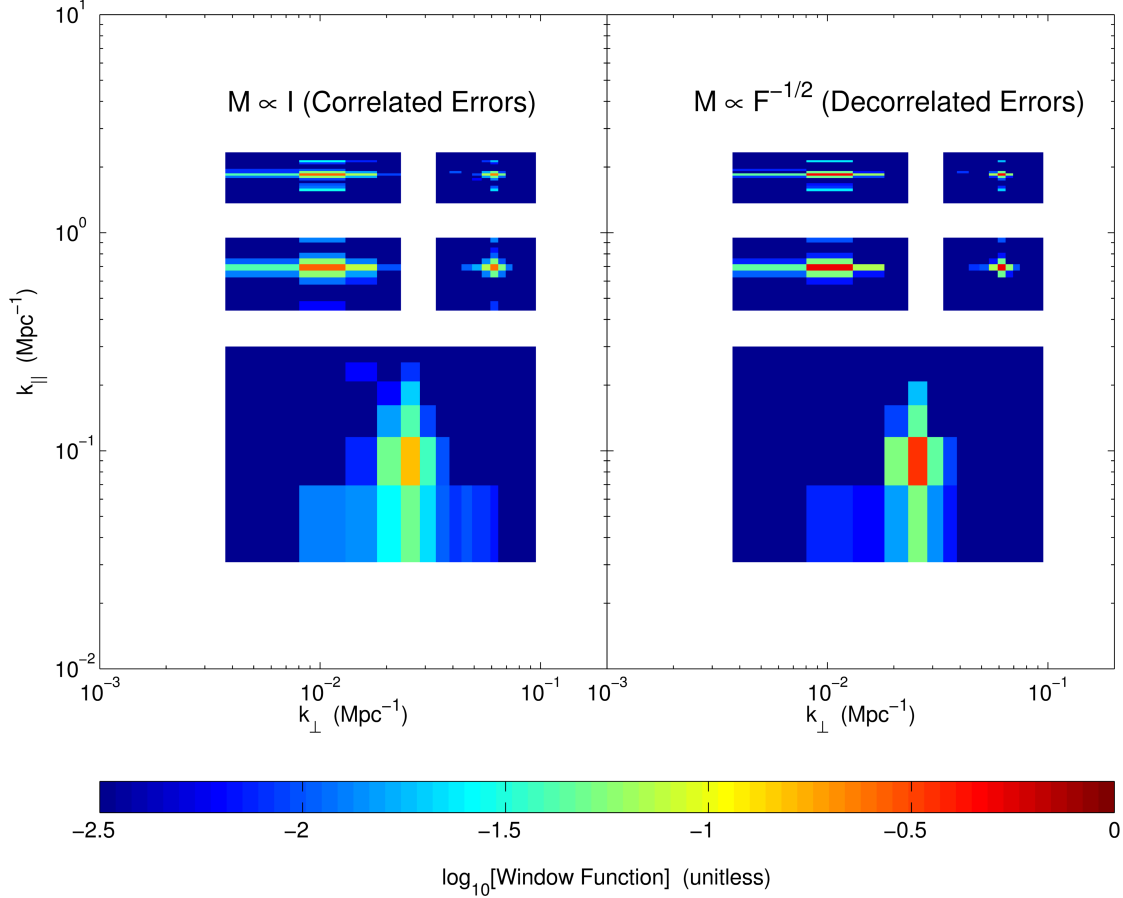 M ∝ I (Correlated Errors)
M ∝ F^{−1/2} (Decorrelated Errors)
10^1
10^0
10^{−1}
10^{−2}
k_∥ (Mpc^{−1})
10^{−3}
10^{−2}
10^{−1}
10^{−3}
10^{−2}
10^{−1}
k_⊥ (Mpc^{−1})
k_⊥ (Mpc^{−1})
−2.5
−2
−1.5
−1
−0.5
0
log_{10}[Window Function] (unitless)